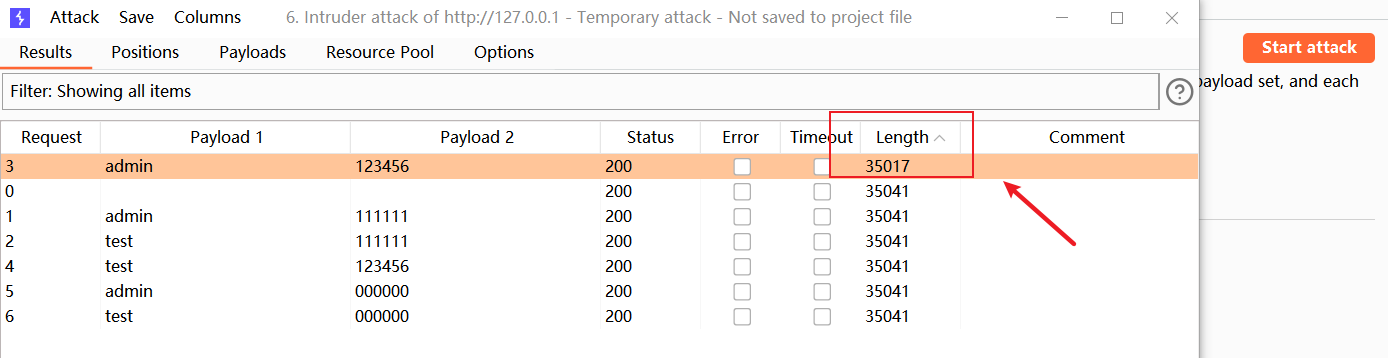 Attack Save Columns 6. Intruder attack of http://127.0.0.1 - Temporary attack - Not saved to project file
Results Positions Payloads Resource Pool Options
Start attack
payload set, and each
Filter: Showing all items
Request Payload 1 Payload 2 Status Error Timeout Length Comment
3 admin 123456 200 35017
0 200 35041
1 admin 111111 200 35041
2 test 111111 200 35041
4 test 123456 200 35041
5 admin 000000 200 35041
6 test 000000 200 35041